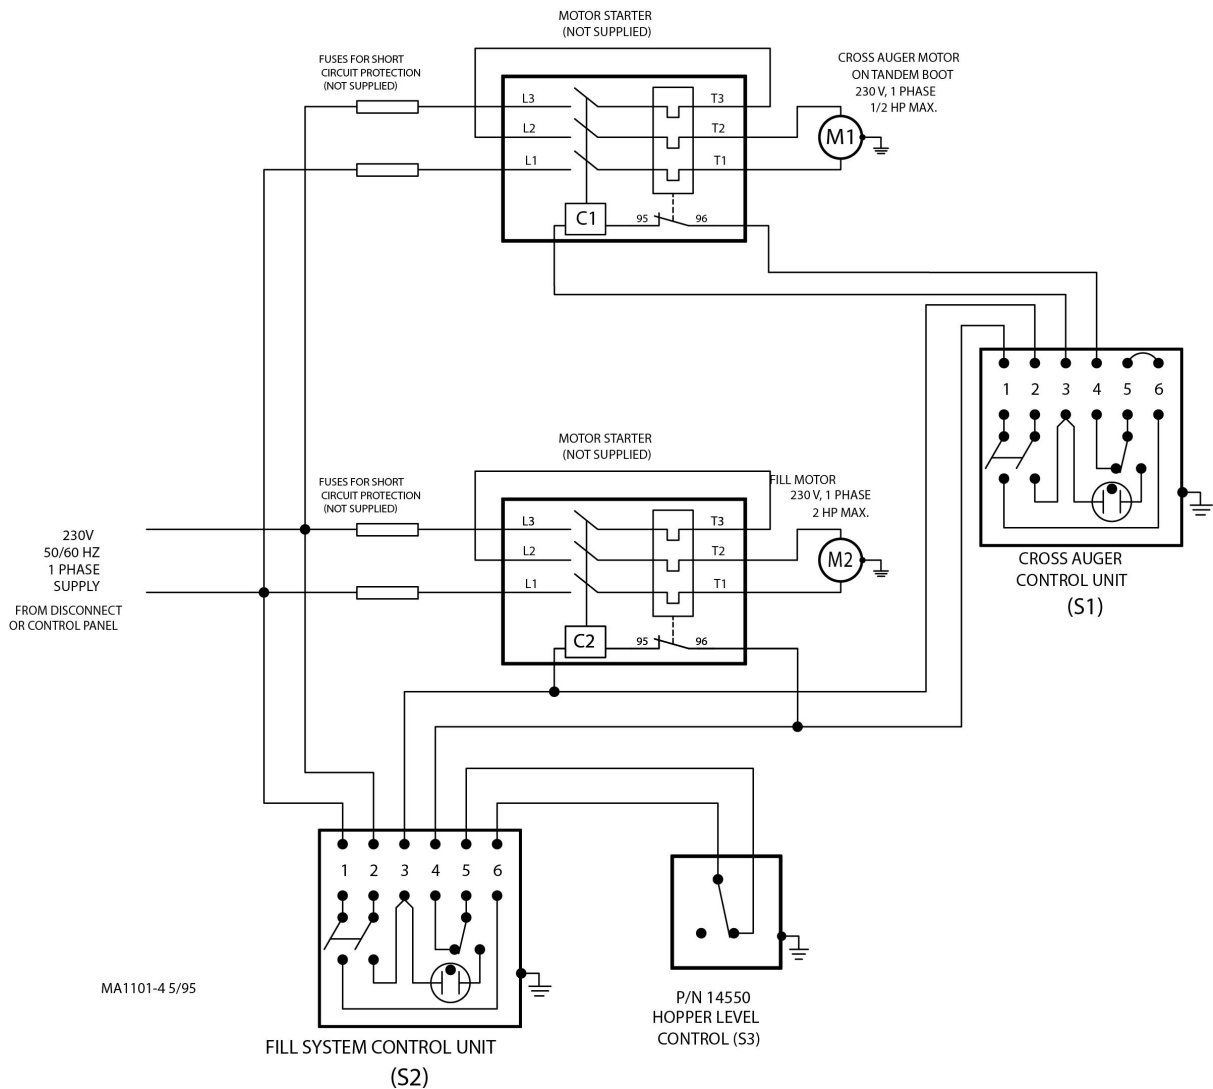 MOTOR STARTER
(NOT SUPPLIED)
FUSES FOR SHORT
CIRCUIT PROTECTION
(NOT SUPPLIED)
CROSS AUGER MOTOR
ON TANDEM BOOT
230 V, 1 PHASE
1/2 HP MAX.
L3
T3
L2
T2
M1
L1
T1
C1
95
96
1 2 3 4 5 6
CROSS AUGER
CONTROL UNIT
(S1)
MOTOR STARTER
(NOT SUPPLIED)
FUSES FOR SHORT
CIRCUIT PROTECTION
(NOT SUPPLIED)
FILL MOTOR
230 V, 1 PHASE
2 HP MAX.
230V
50/60 HZ
1 PHASE
SUPPLY
FROM DISCONNECT
OR CONTROL PANEL
L3
T3
L2
T2
M2
L1
T1
C2
95
96
1 2 3 4 5 6
MA1101-4 5/95
FILL SYSTEM CONTROL UNIT
(S2)
P/N 14550
HOPPER LEVEL
CONTROL (S3)